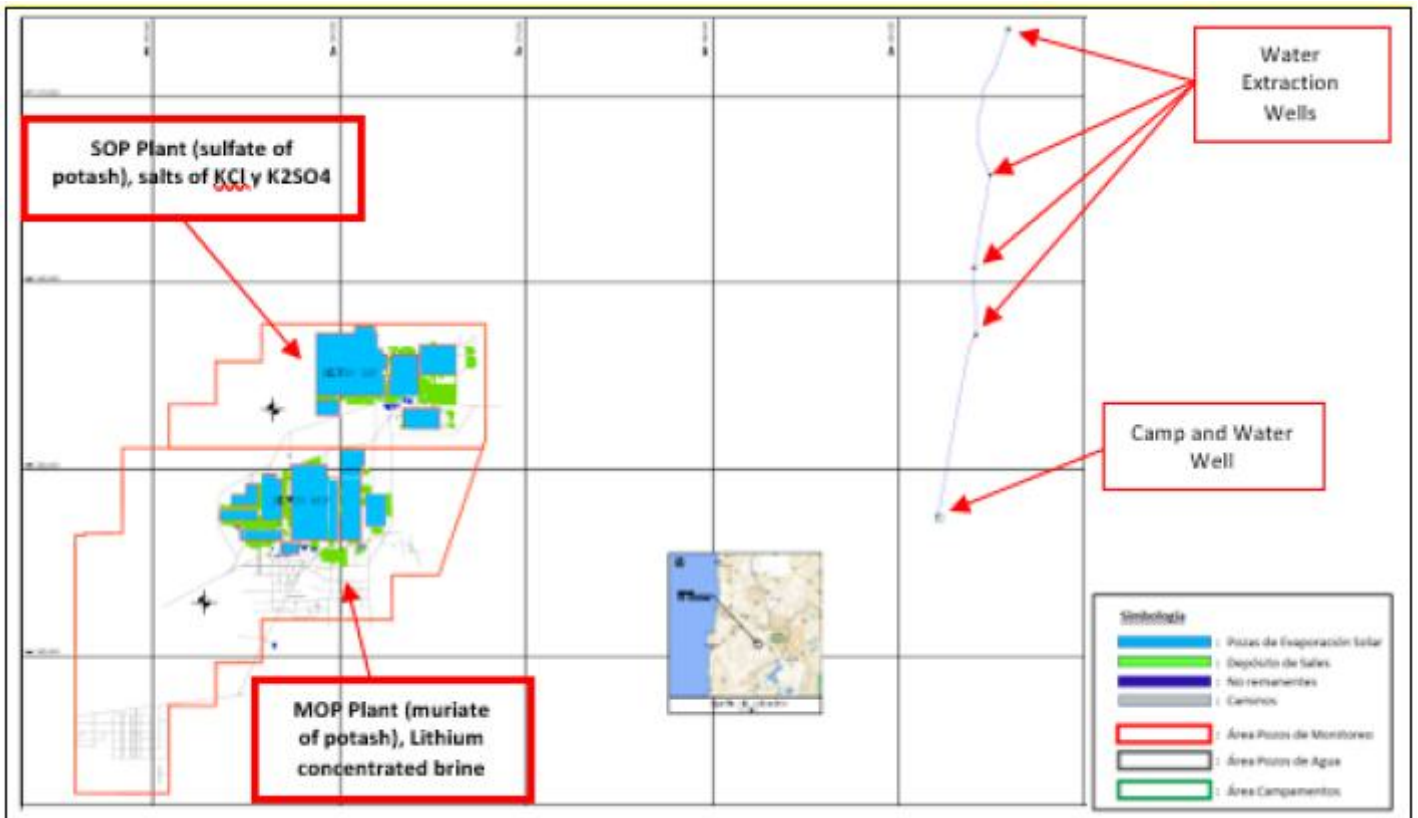 Water
Extraction
Wells
SOP Plant (sulfate of
potash), salts of KCl y K2SO4
Camp and Water
Well
MOP Plant (muriate
of potash), Lithium
concentrated brine
Simbología
: Pozas de Evaporación Solar
: Depósito de Sales
: No remanentes
: Caminos
: Área Pozos de Monitoreo
: Área Pozos de Agua
: Área Campamentos